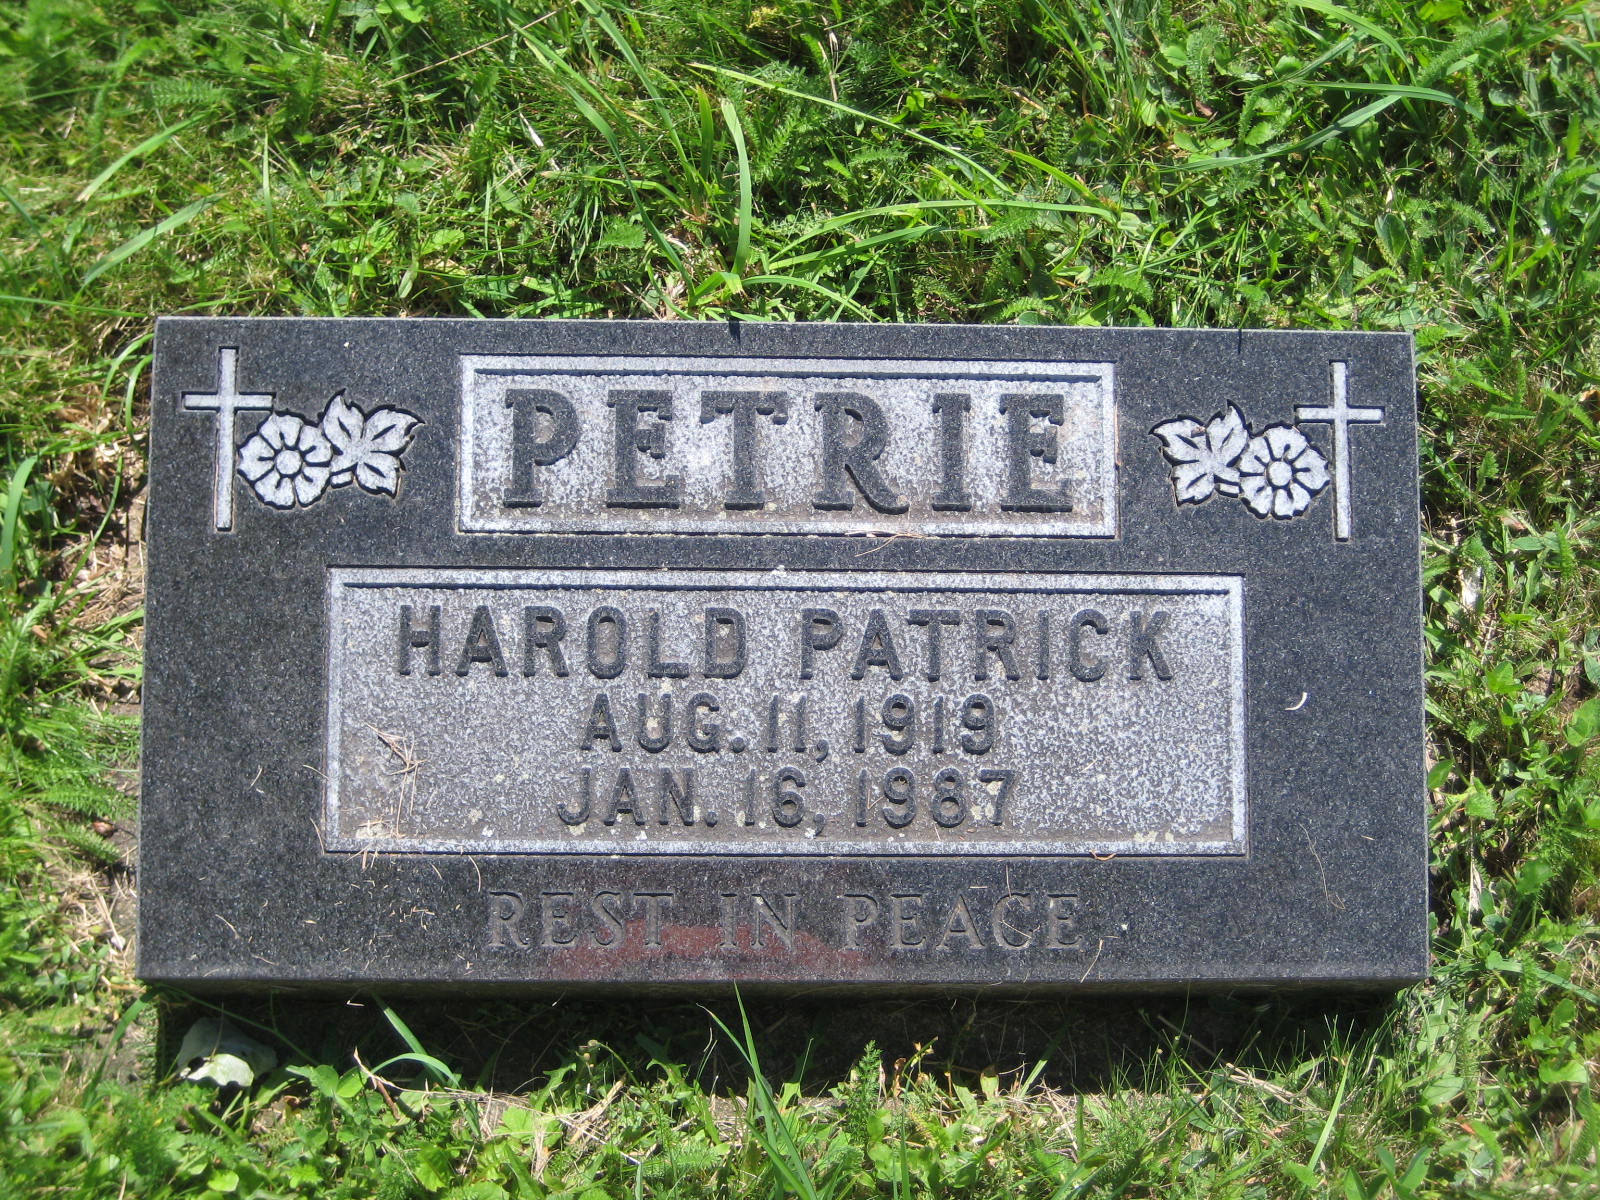 PETRIE
HAROLD PATRICK
AUG. 11, 1919
JAN. 16, 1987
REST IN PEACE